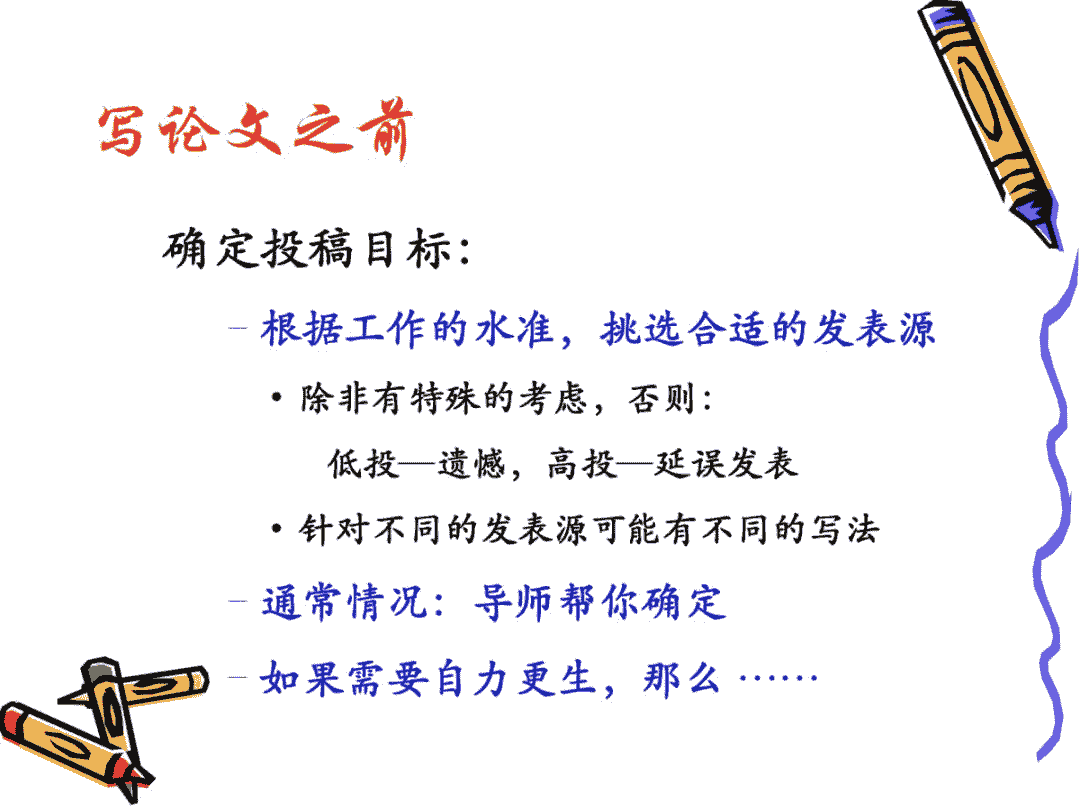 写论文之前
确定投稿目标：
– 根据工作的水准，挑选合适的发表源
• 除非有特殊的考虑，否则：
低投—遗憾，高投—延误发表
• 针对不同的发表源可能有不同的写法
– 通常情况：导师帮你确定
– 如果需要自力更生，那么 ……